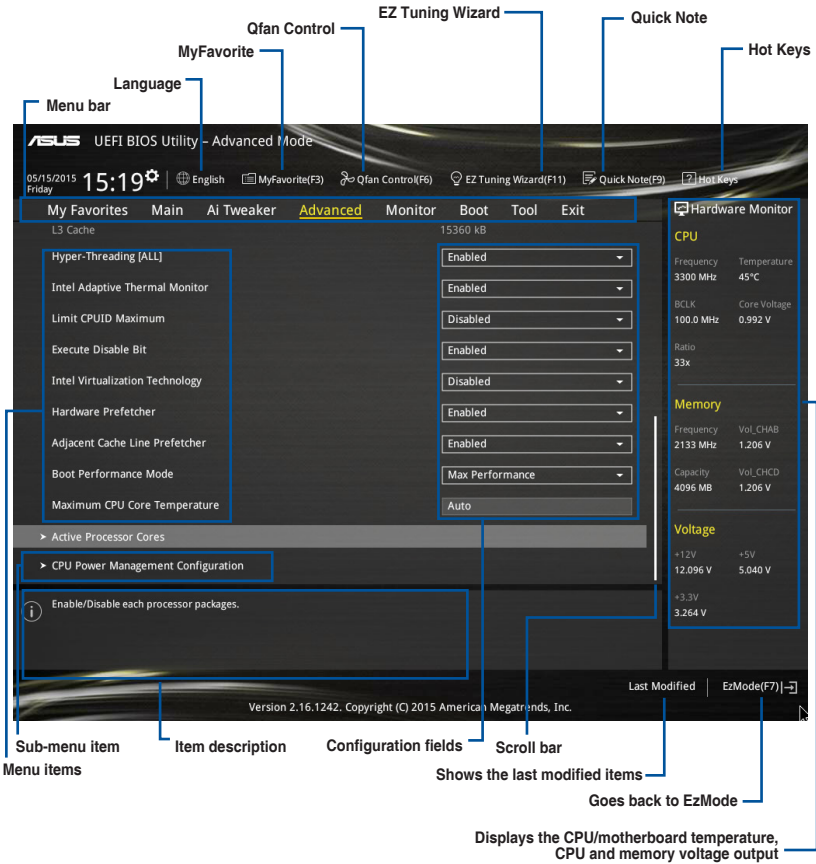 EZ Tuning Wizard
Quick Note
Qfan Control
MyFavorite
Hot Keys
Language
Menu bar
ASUS UEFI BIOS Utility – Advanced Mode
05/15/2015
Friday
15:19
English MyFavorite(F3) Qfan Control(F6) EZ Tuning Wizard(F11) Quick Note(F9) ? Hot Keys
My Favorites Main Ai Tweaker Advanced Monitor Boot Tool Exit
L3 Cache 15360 kB
Hyper-Threading [ALL] Enabled
Intel Adaptive Thermal Monitor Enabled
Limit CPUID Maximum Disabled
Execute Disable Bit Enabled
Intel Virtualization Technology Disabled
Hardware Prefetcher Enabled
Adjacent Cache Line Prefetcher Enabled
Boot Performance Mode Max Performance
Maximum CPU Core Temperature Auto
> Active Processor Cores
> CPU Power Management Configuration
i Enable/Disable each processor packages.
Hardware Monitor
CPU
Frequency Temperature
3300 MHz 45°C
BCLK Core Voltage
100.0 MHz 0.992 V
Ratio
33x
Memory
Frequency Vol_CHAB
2133 MHz 1.206 V
Capacity Vol_CHCD
4096 MB 1.206 V
Voltage
+12V +5V
12.096 V 5.040 V
+3.3V
3.264 V
Last Modified EzMode(F7)
Version 2.16.1242. Copyright (C) 2015 American Megatrends, Inc.
Sub-menu item
Item description
Configuration fields
Scroll bar
Menu items
Shows the last modified items
Goes back to EzMode
Displays the CPU/motherboard temperature,
CPU and memory voltage output